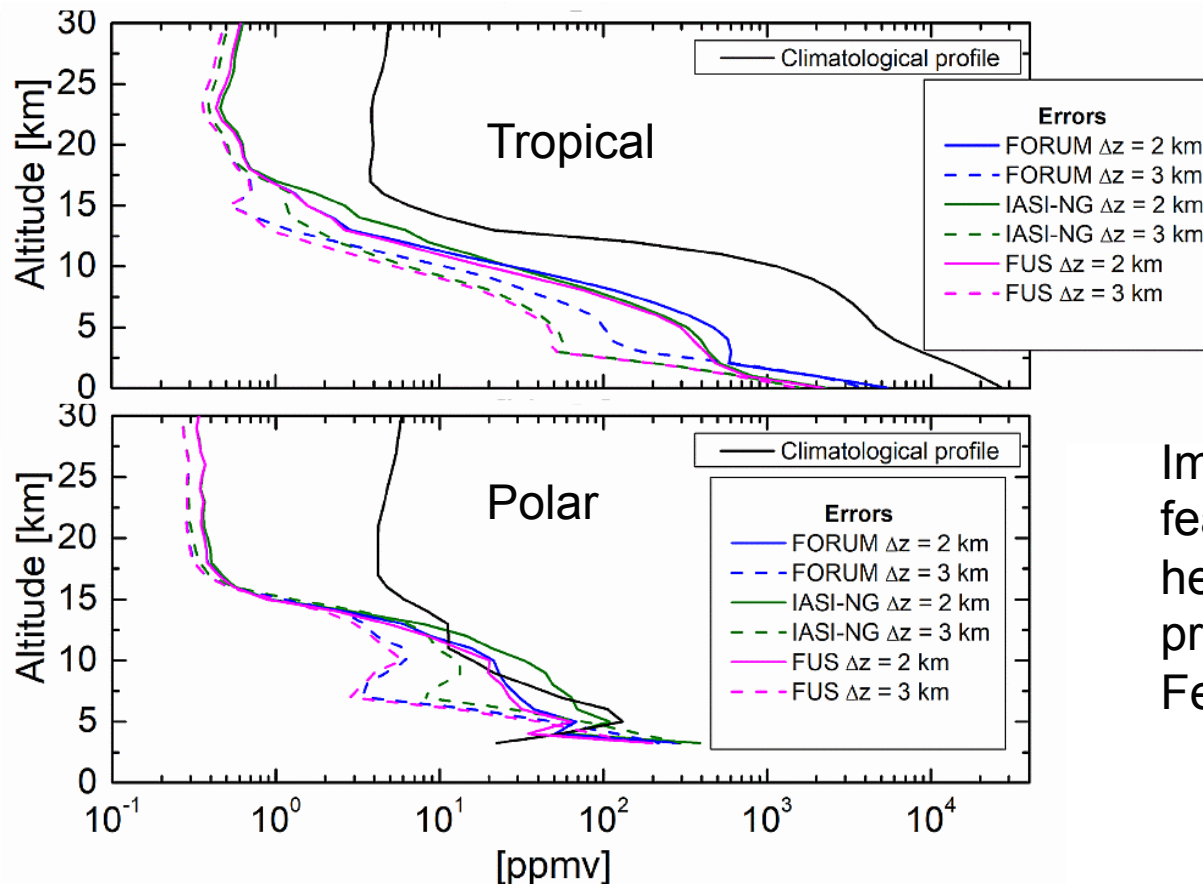 30
25
20
15
10
5
0
Altitude [km]
Tropical
Climatological profile
Errors
FORUM Δz = 2 km
FORUM Δz = 3 km
IASI-NG Δz = 2 km
IASI-NG Δz = 3 km
FUS Δz = 2 km
FUS Δz = 3 km
30
25
20
15
10
5
0
Altitude [km]
Polar
Climatological profile
Errors
FORUM Δz = 2 km
FORUM Δz = 3 km
IASI-NG Δz = 2 km
IASI-NG Δz = 3 km
FUS Δz = 2 km
FUS Δz = 3 km
10⁻¹ 10⁰ 10¹ 10² 10³ 10⁴
[ppmv]